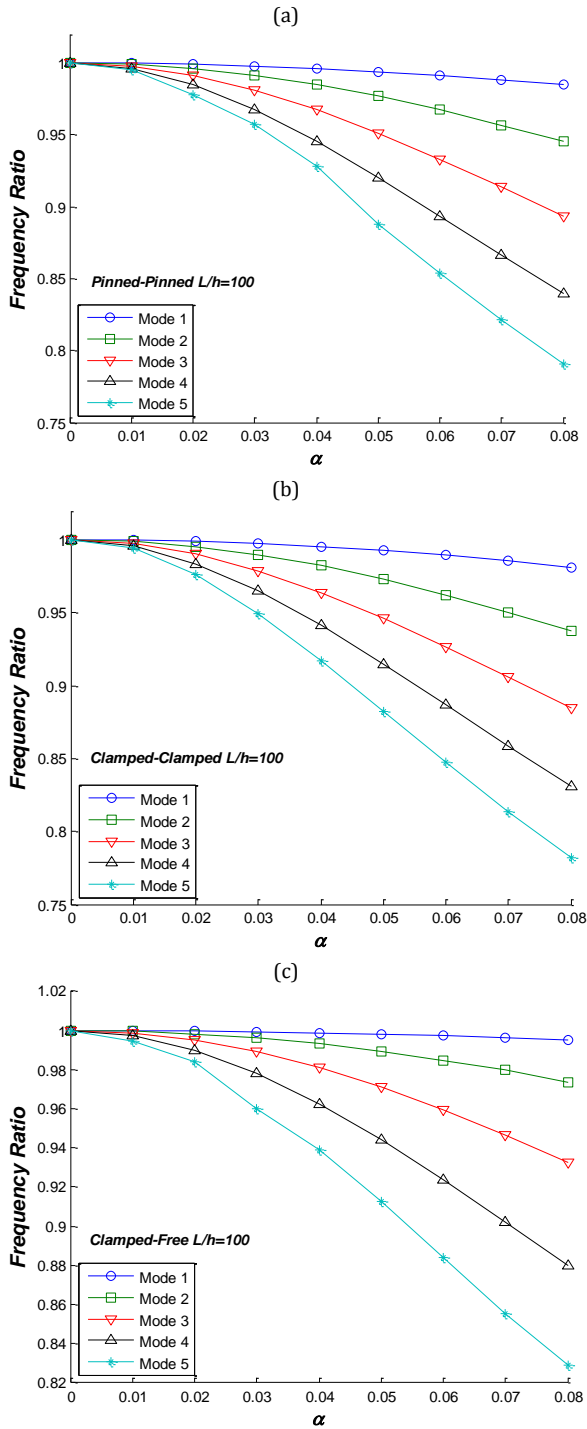 (a)
1
0.95
0.9
0.85
0.8
0.75
Frequency Ratio
Pinned-Pinned L/h=100
Mode 1
Mode 2
Mode 3
Mode 4
Mode 5
0 0.01 0.02 0.03 0.04 0.05 0.06 0.07 0.08
α
(b)
1
0.95
0.9
0.85
0.8
0.75
Frequency Ratio
Clamped-Clamped L/h=100
Mode 1
Mode 2
Mode 3
Mode 4
Mode 5
0 0.01 0.02 0.03 0.04 0.05 0.06 0.07 0.08
α
(c)
1.02
1
0.98
0.96
0.94
0.92
0.9
0.88
0.86
0.84
0.82
Frequency Ratio
Clamped-Free L/h=100
Mode 1
Mode 2
Mode 3
Mode 4
Mode 5
0 0.01 0.02 0.03 0.04 0.05 0.06 0.07 0.08
α